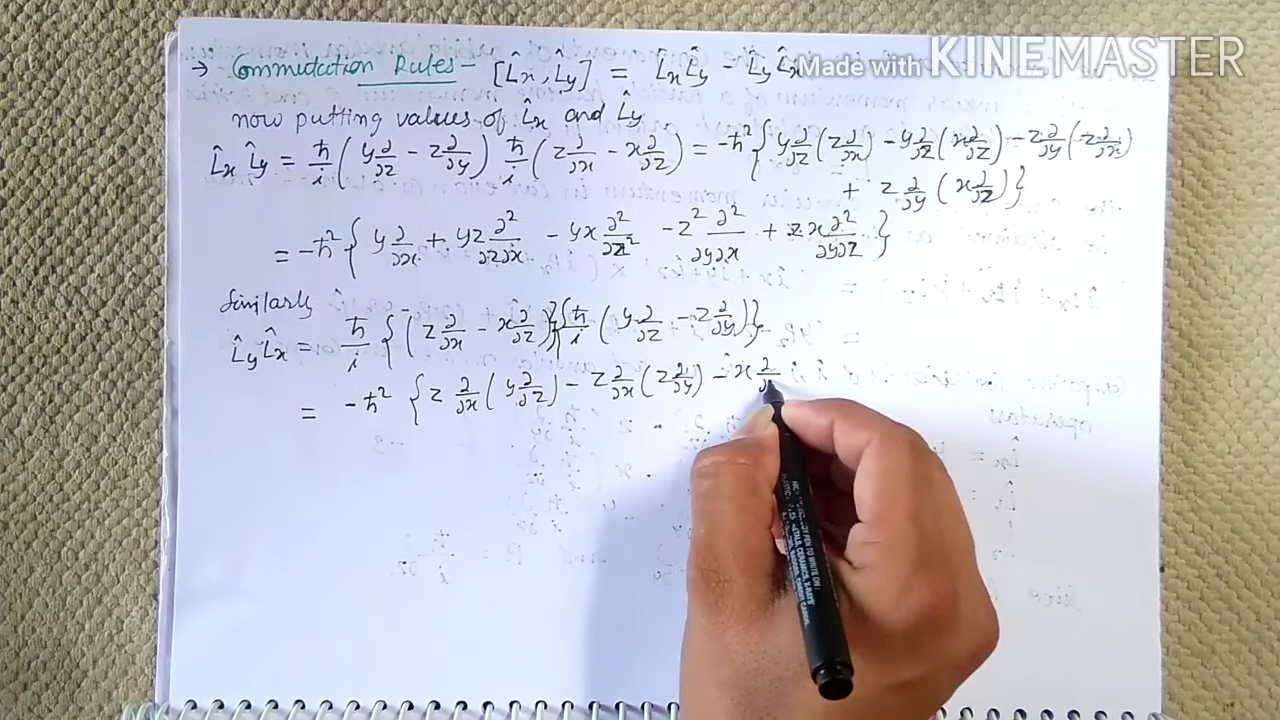 → Commutation Rules - [L̂x, L̂y] = L̂xL̂y - L̂yL̂x
Made with KINEMASTER
now putting values of L̂x and L̂y
L̂x L̂y = ℏ/i (y ∂/∂z - z ∂/∂y) ℏ/i (z ∂/∂x - x ∂/∂z) = -ℏ² { y ∂/∂z (z ∂/∂x) - y ∂/∂z (x ∂/∂z) - z ∂/∂y (z ∂/∂x)
+ z ∂/∂y (x ∂/∂z) }
= -ℏ² { y ∂/∂x + yz ∂²/∂z∂x - yx ∂²/∂z² - z² ∂²/∂y∂x + zx ∂²/∂y∂z }
Similarly
L̂yL̂x = ℏ/i { (z ∂/∂x - x ∂/∂z) } { ℏ/i (y ∂/∂z - z ∂/∂y) }
= -ℏ² { z ∂/∂x (y ∂/∂z) - z ∂/∂x (z ∂/∂y) - x ∂/∂